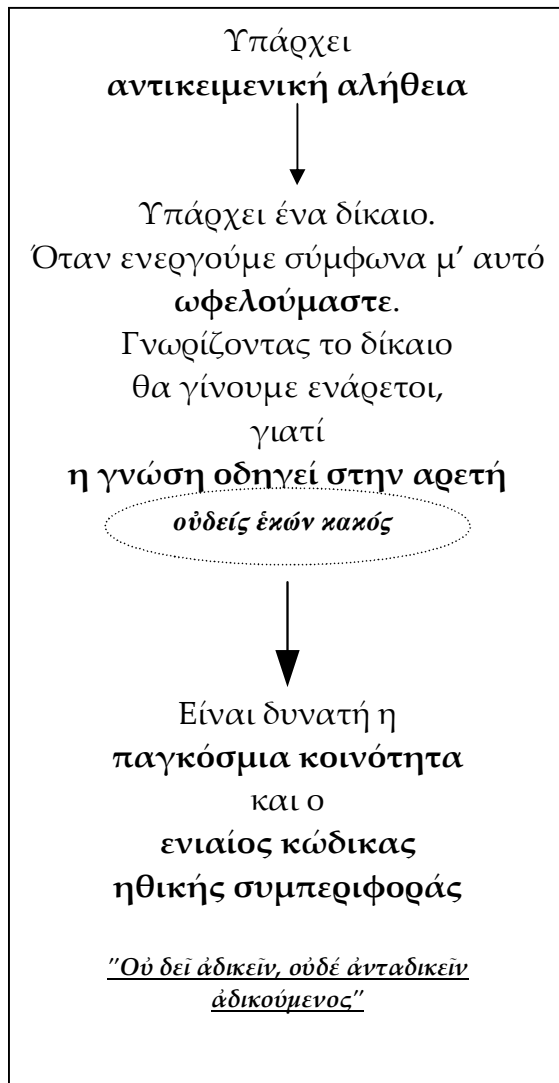 Υπάρχει
αντικειμενική αλήθεια
Υπάρχει ένα δίκαιο.
Όταν ενεργούμε σύμφωνα μ’ αυτό
ωφελούμαστε.
Γνωρίζοντας το δίκαιο
θα γίνουμε ενάρετοι,
γιατί
η γνώση οδηγεί στην αρετή
οὐδείς ἑκών κακός
Είναι δυνατή η
παγκόσμια κοινότητα
και ο
ενιαίος κώδικας
ηθικής συμπεριφοράς
"Οὐ δεῖ ἀδικεῖν, οὐδέ ἀνταδικεῖν
ἀδικούμενος"